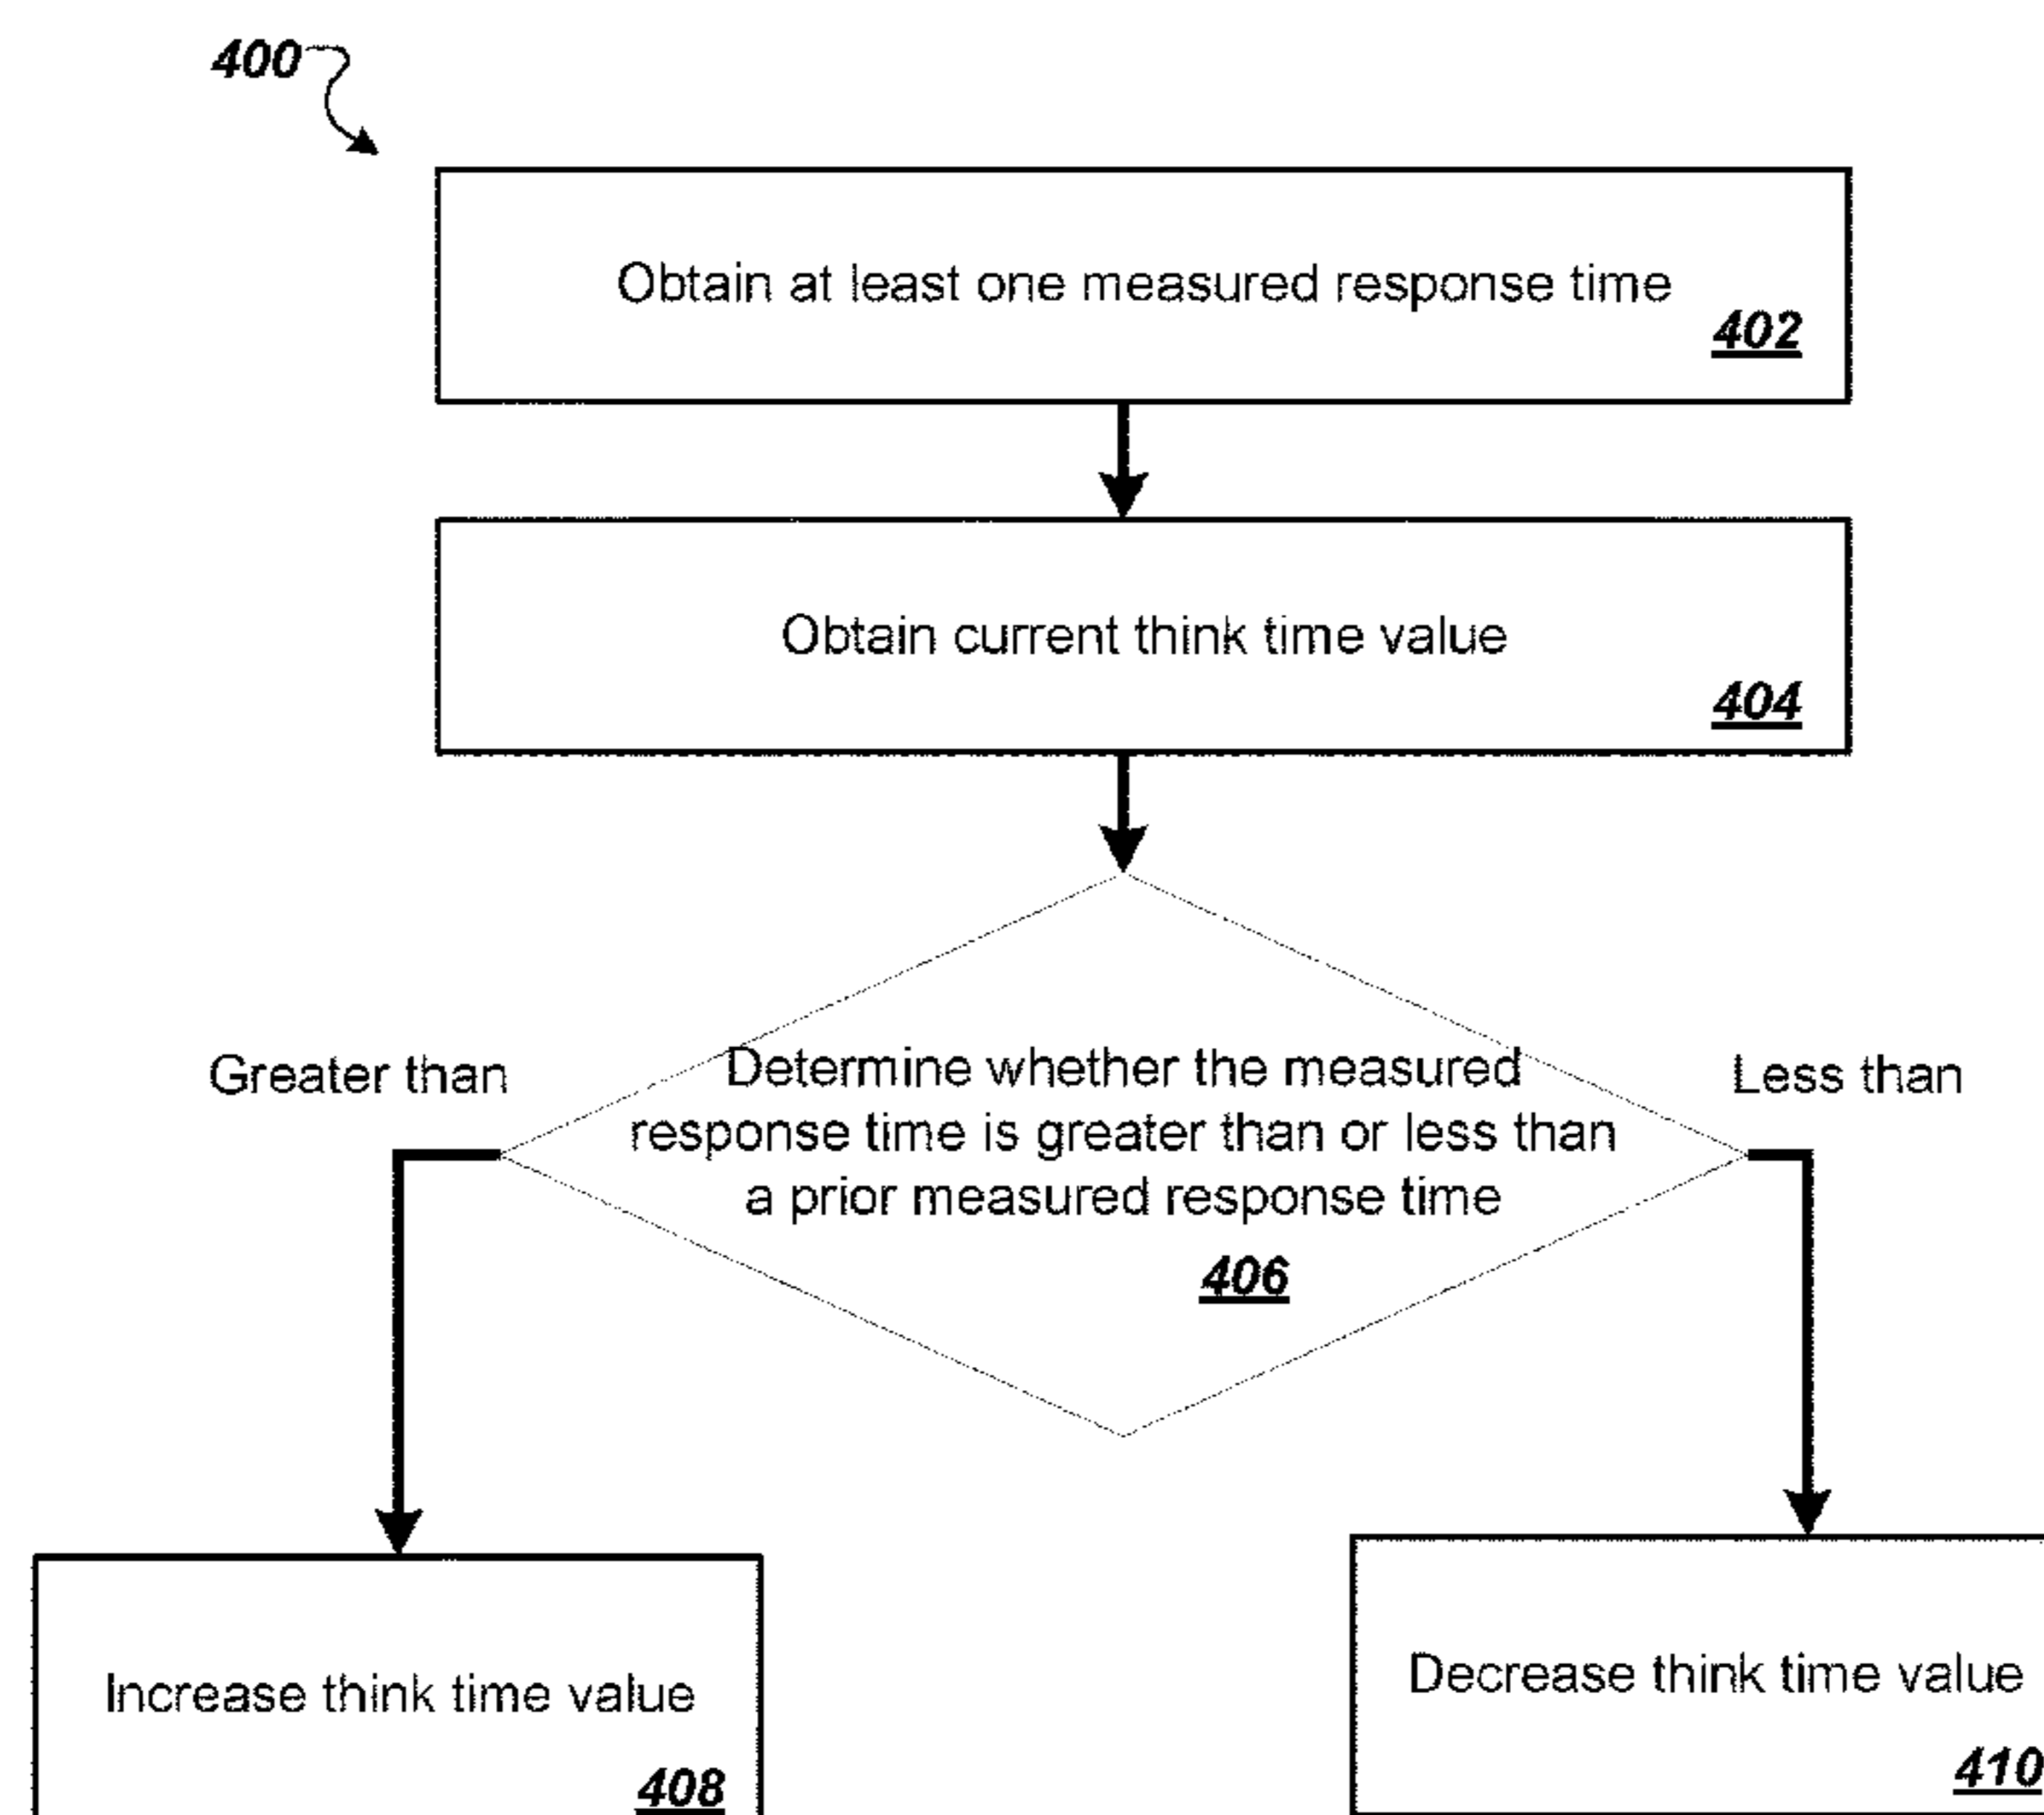 400
Obtain at least one measured response time
402
Obtain current think time value
404
Greater than
Less than
Determine whether the measured
response time is greater than or less than
a prior measured response time
406
Increase think time value
408
Decrease think time value
410